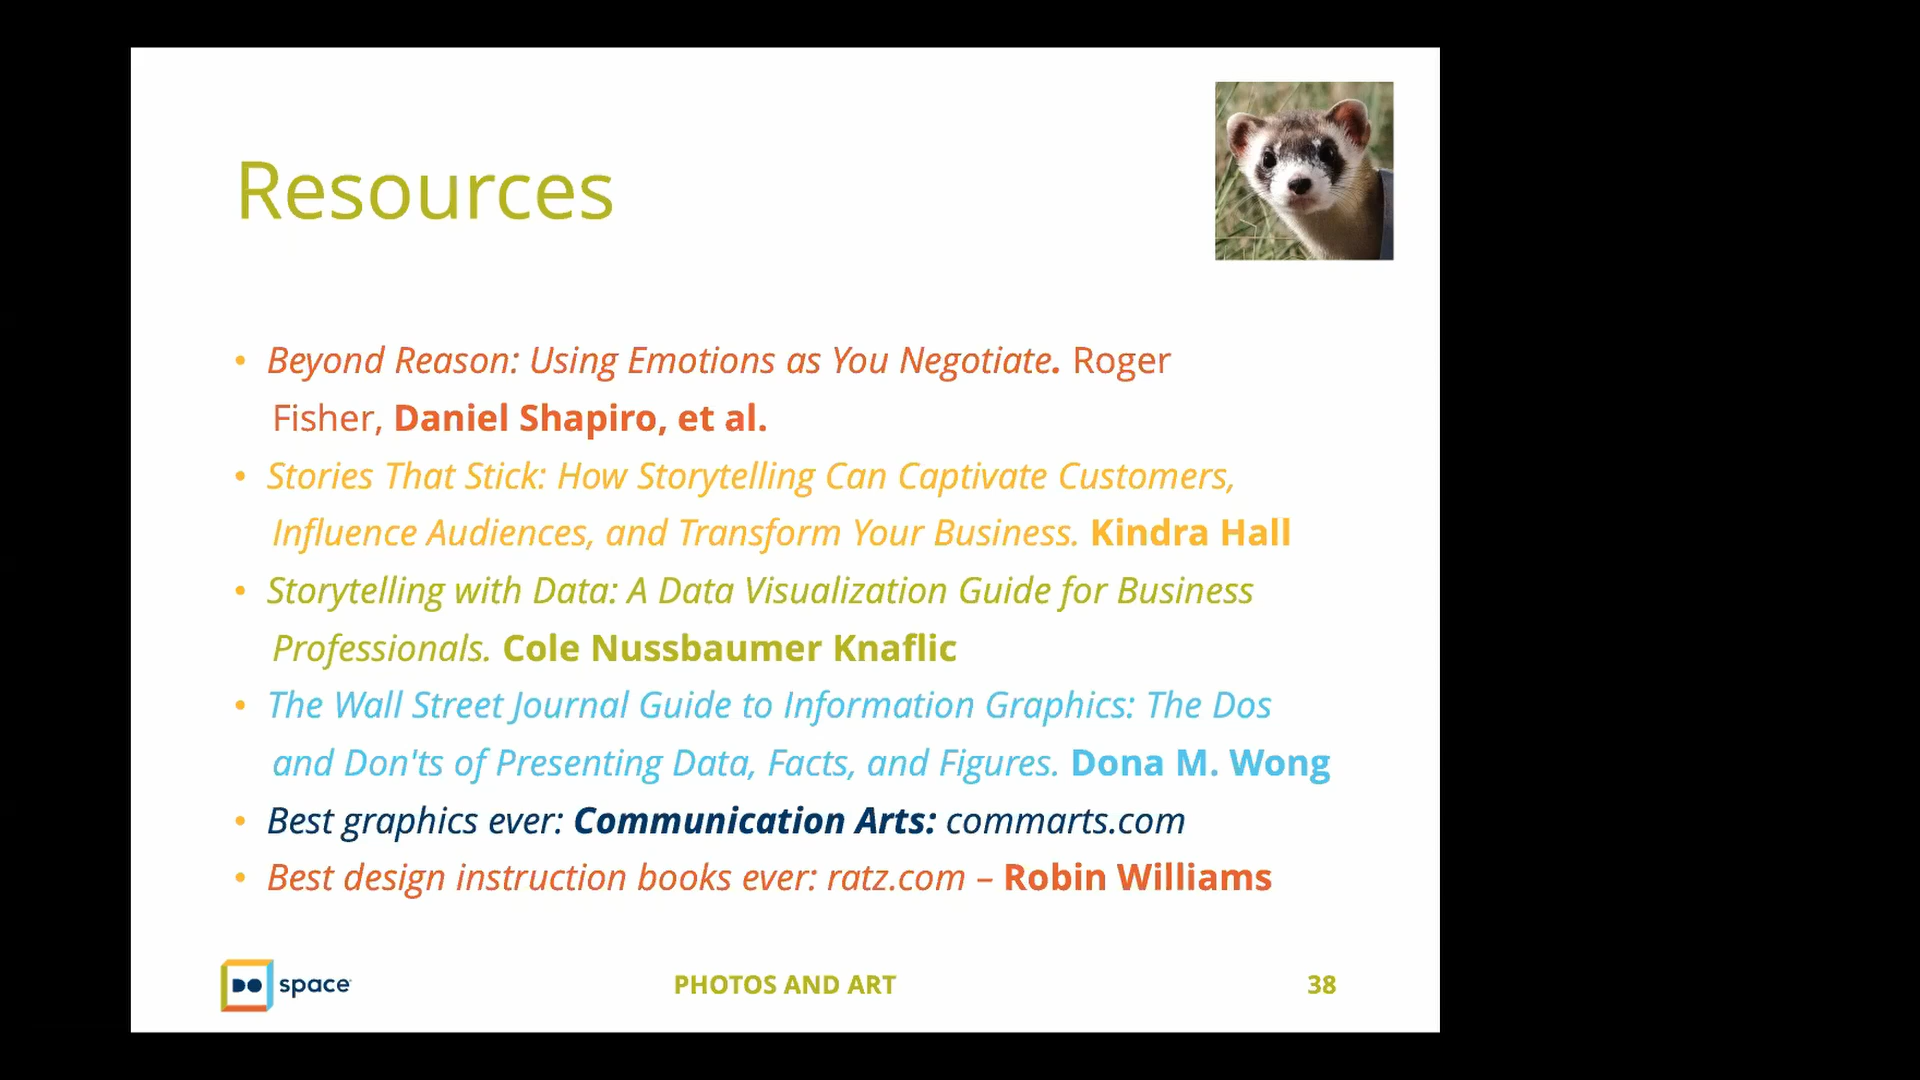 Resources
• Beyond Reason: Using Emotions as You Negotiate. Roger
Fisher, Daniel Shapiro, et al.
• Stories That Stick: How Storytelling Can Captivate Customers,
Influence Audiences, and Transform Your Business. Kindra Hall
• Storytelling with Data: A Data Visualization Guide for Business
Professionals. Cole Nussbaumer Knaflic
• The Wall Street Journal Guide to Information Graphics: The Dos
and Don'ts of Presenting Data, Facts, and Figures. Dona M. Wong
• Best graphics ever: Communication Arts: commarts.com
• Best design instruction books ever: ratz.com – Robin Williams
DO space
PHOTOS AND ART
38